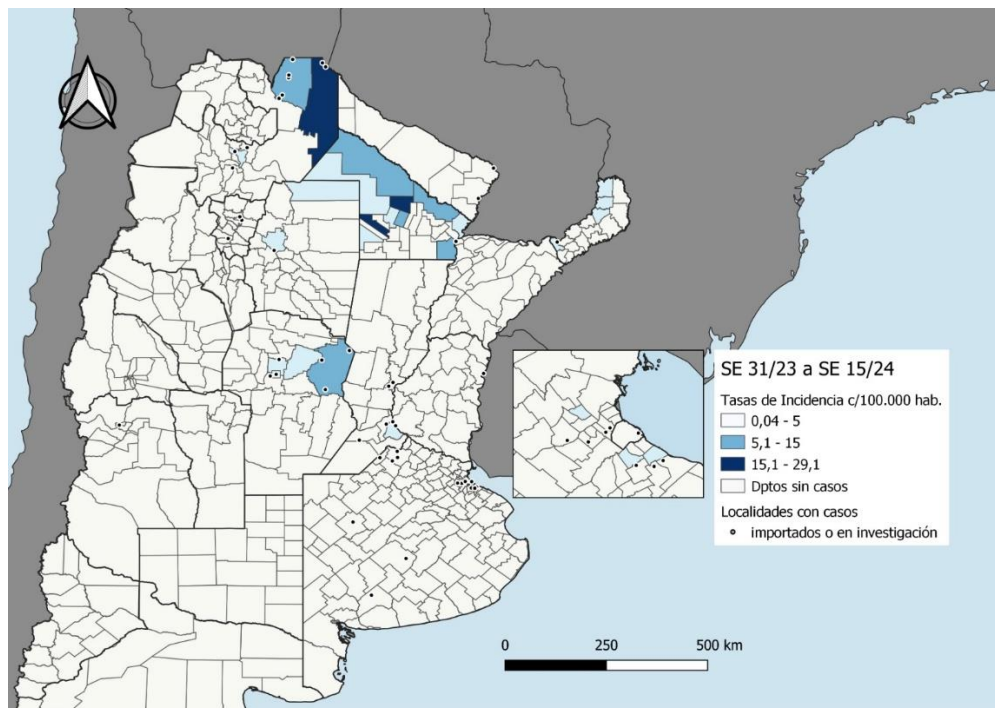 SE 31/23 a SE 15/24
Tasas de Incidencia c/100.000 hab.
0,04 - 5
5,1 - 15
15,1 - 29,1
Dptos sin casos
Localidades con casos
importados o en investigación
0 250 500 km